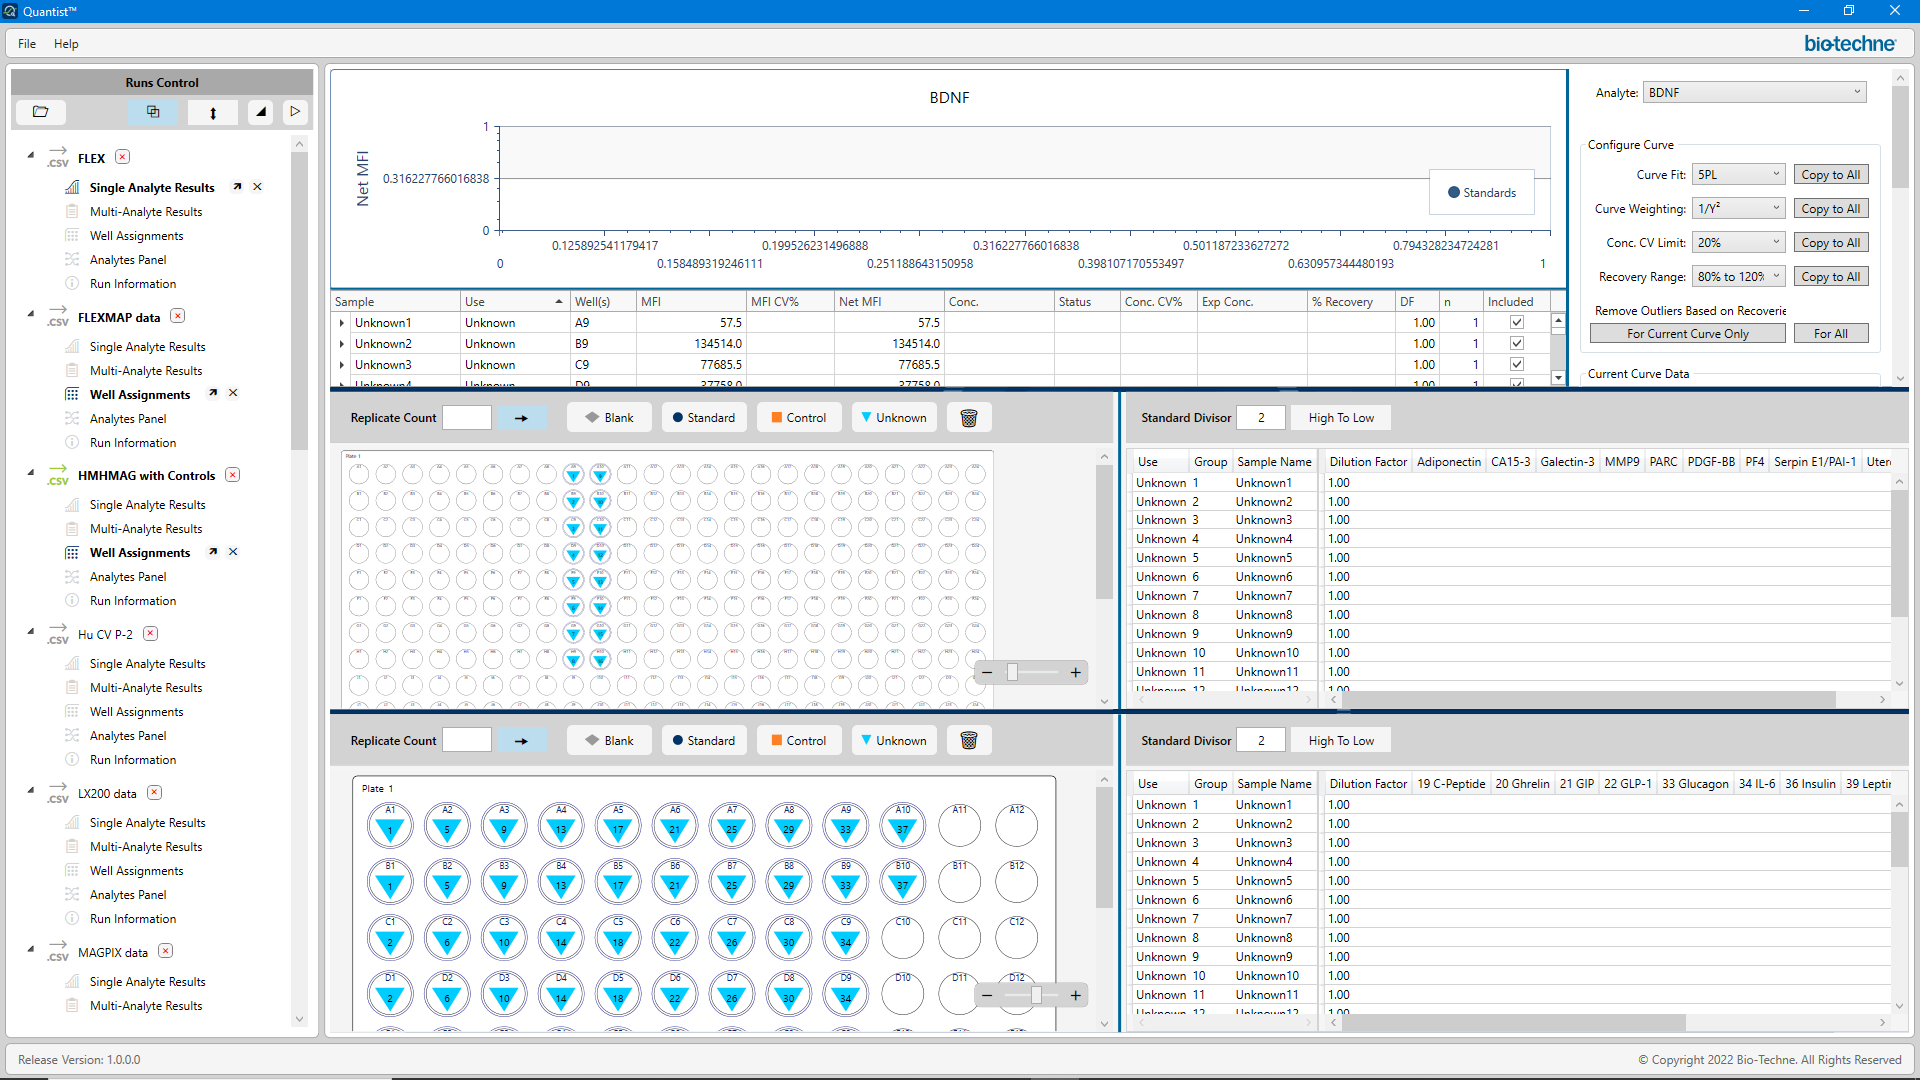 Quantist™
File Help
bio-techne
Runs Control
FLEX
Single Analyte Results
Multi-Analyte Results
Well Assignments
Analytes Panel
Run Information
FLEXMAP data
Single Analyte Results
Multi-Analyte Results
Well Assignments
Analytes Panel
Run Information
HMHMAG with Controls
Single Analyte Results
Multi-Analyte Results
Well Assignments
Analytes Panel
Run Information
Hu CV P-2
Single Analyte Results
Multi-Analyte Results
Well Assignments
Analytes Panel
Run Information
LX200 data
Single Analyte Results
Multi-Analyte Results
Well Assignments
Analytes Panel
Run Information
MAGPIX data
Single Analyte Results
Multi-Analyte Results
BDNF
Net MFI
1
0.316227766016838
0
Standards
0.125892541179417 0.199526231496888 0.316227766016838 0.501187233627272 0.794328234724281
0 0.158489319246111 0.251188643150958 0.398107170553497 0.630957344480193 1
Sample Use Well(s) MFI MFI CV% Net MFI Conc. Status Conc. CV% Exp Conc. % Recovery DF n Included
Unknown1 Unknown A9 57.5 57.5 1.00 1
Unknown2 Unknown B9 134514.0 134514.0 1.00 1
Unknown3 Unknown C9 77685.5 77685.5 1.00 1
Unknown4 Unknown D9 37758.0 37758.0 1.00 1
Analyte: BDNF
Configure Curve
Curve Fit: 5PL Copy to All
Curve Weighting: 1/Y² Copy to All
Conc. CV Limit: 20% Copy to All
Recovery Range: 80% to 120% Copy to All
Remove Outliers Based on Recoverie
For Current Curve Only For All
Current Curve Data
Replicate Count Blank Standard Control Unknown
Plate 1
Standard Divisor 2 High To Low
Use Group Sample Name Dilution Factor Adiponectin CA15-3 Galectin-3 MMP9 PARC PDGF-BB PF4 Serpin E1/PAI-1 Uter
Unknown 1 Unknown1 1.00
Unknown 2 Unknown2 1.00
Unknown 3 Unknown3 1.00
Unknown 4 Unknown4 1.00
Unknown 5 Unknown5 1.00
Unknown 6 Unknown6 1.00
Unknown 7 Unknown7 1.00
Unknown 8 Unknown8 1.00
Unknown 9 Unknown9 1.00
Unknown 10 Unknown10 1.00
Unknown 11 Unknown11 1.00
Unknown 12 Unknown12 1.00
Replicate Count Blank Standard Control Unknown
Plate 1
A1 A2 A3 A4 A5 A6 A7 A8 A9 A10 A11 A12
1 5 9 13 17 21 25 29 33 37
B1 B2 B3 B4 B5 B6 B7 B8 B9 B10 B11 B12
1 5 9 13 17 21 25 29 33 37
C1 C2 C3 C4 C5 C6 C7 C8 C9 C10 C11 C12
2 6 10 14 18 22 26 30 34
D1 D2 D3 D4 D5 D6 D7 D8 D9 D10 D11 D12
2 6 10 14 18 22 26 30 34
Standard Divisor 2 High To Low
Use Group Sample Name Dilution Factor 19 C-Peptide 20 Ghrelin 21 GIP 22 GLP-1 33 Glucagon 34 IL-6 36 Insulin 39 Leptin
Unknown 1 Unknown1 1.00
Unknown 2 Unknown2 1.00
Unknown 3 Unknown3 1.00
Unknown 4 Unknown4 1.00
Unknown 5 Unknown5 1.00
Unknown 6 Unknown6 1.00
Unknown 7 Unknown7 1.00
Unknown 8 Unknown8 1.00
Unknown 9 Unknown9 1.00
Unknown 10 Unknown10 1.00
Unknown 11 Unknown11 1.00
Unknown 12 Unknown12 1.00
Release Version: 1.0.0.0
© Copyright 2022 Bio-Techne. All Rights Reserved